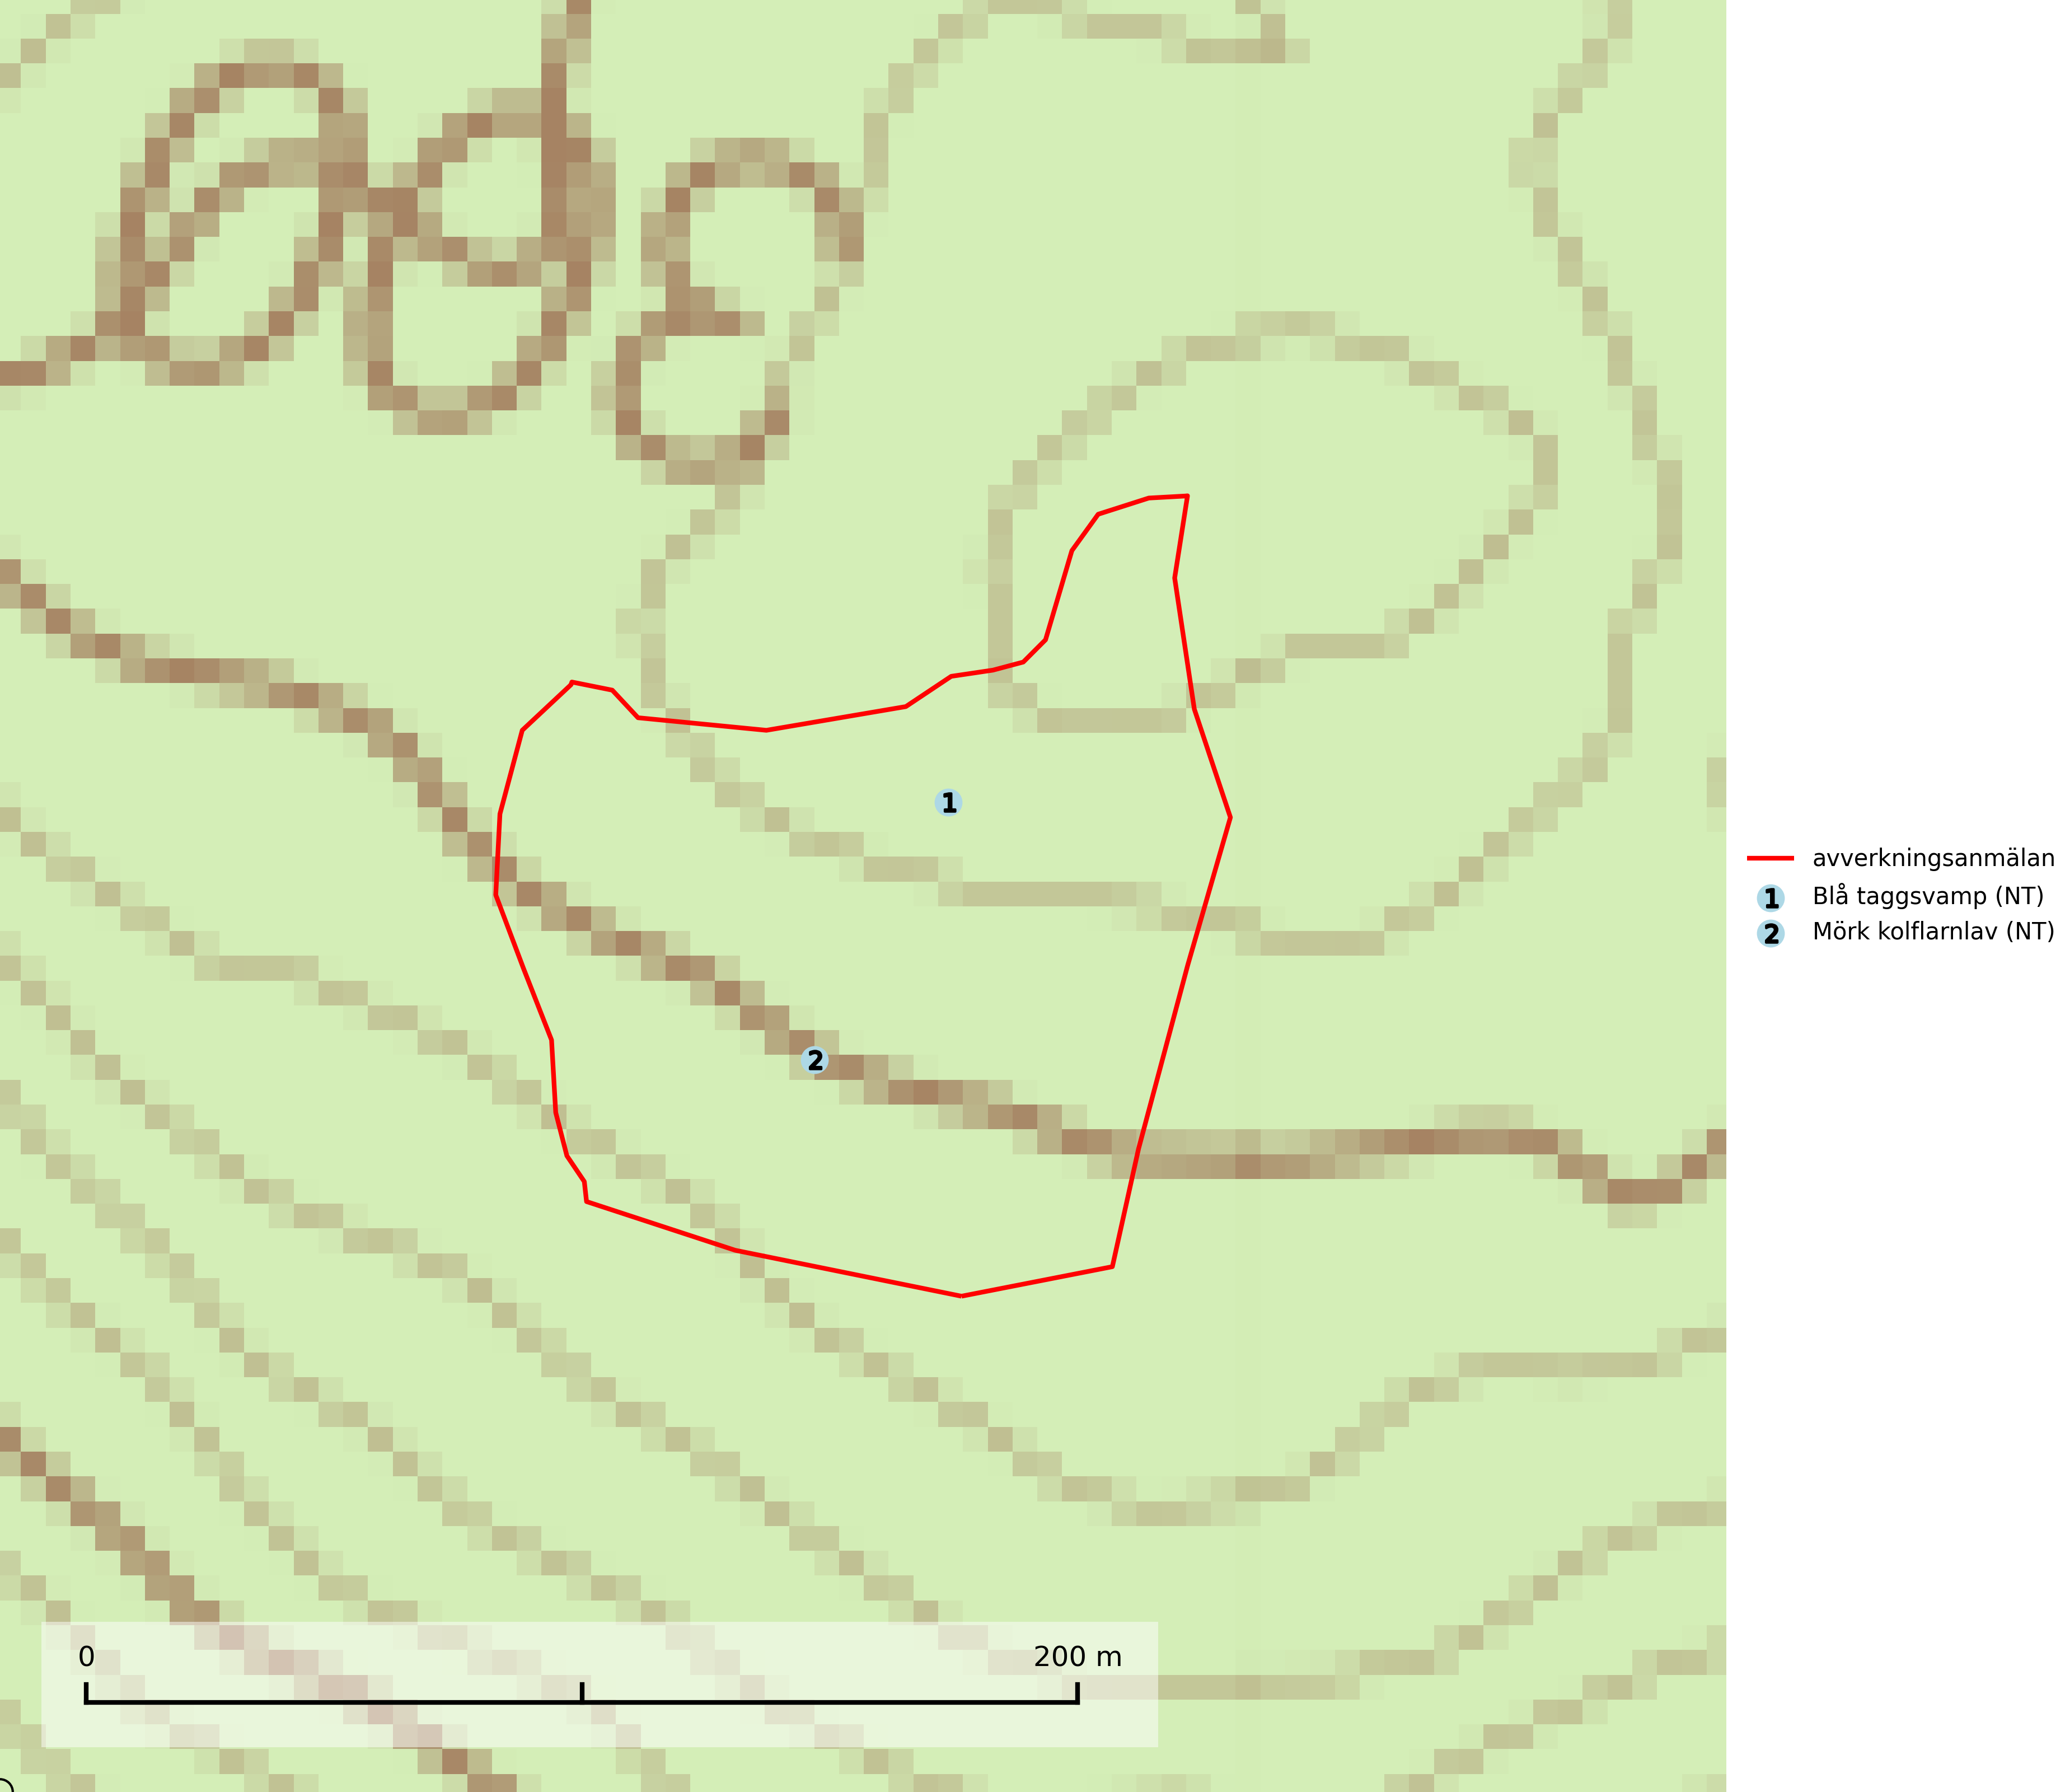 1
2
avverkningsanmälan
1 Blå taggsvamp (NT)
2 Mörk kolflarnlav (NT)
0 200 m